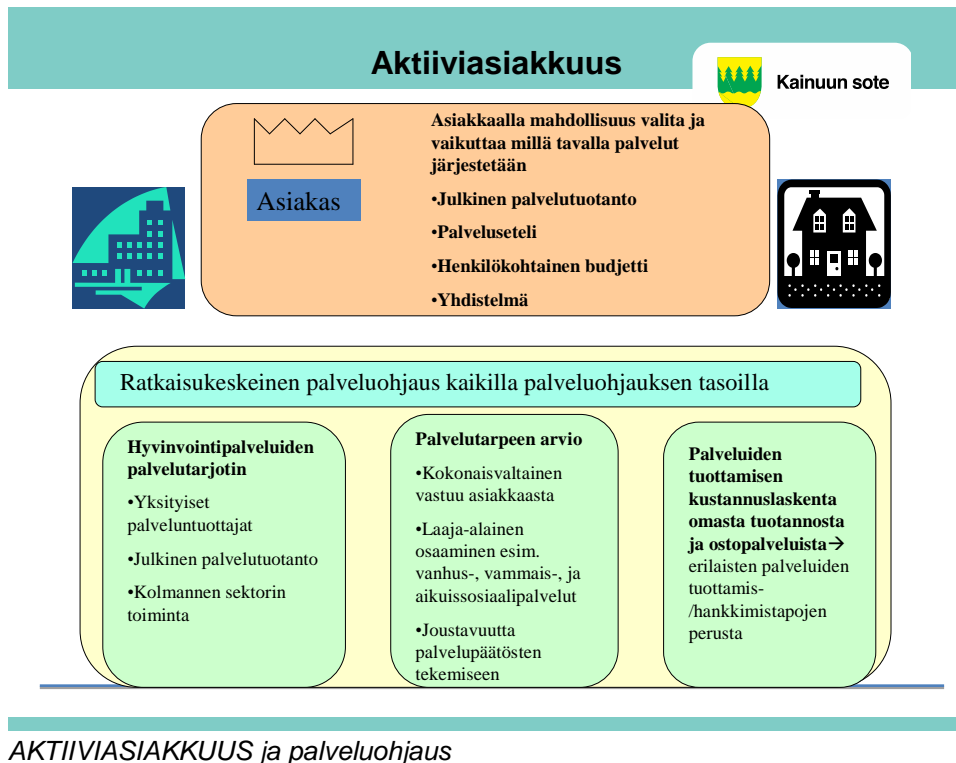 Aktiiviasiakkuus
Kainuun sote
Asiakas
Asiakkaalla mahdollisuus valita ja
vaikuttaa millä tavalla palvelut
järjestetään
•Julkinen palvelutuotanto
•Palveluseteli
•Henkilökohtainen budjetti
•Yhdistelmä
Ratkaisukeskeinen palveluohjaus kaikilla palveluohjauksen tasoilla
Hyvinvointipalveluiden
palvelutarjotin
•Yksityiset
palveluntuottajat
•Julkinen palvelutuotanto
•Kolmannen sektorin
toiminta
Palvelutarpeen arvio
•Kokonaisvaltainen
vastuu asiakkaasta
•Laaja-alainen
osaaminen esim.
vanhus-, vammais-, ja
aikuissosiaalipalvelut
•Joustavuutta
palvelupäätösten
tekemiseen
Palveluiden
tuottamisen
kustannuslaskenta
omasta tuotannosta
ja ostopalveluista→
erilaisten palveluiden
tuottamis-
/hankkimistapojen
perusta
AKTIIVIASIAKKUUS ja palveluohjaus